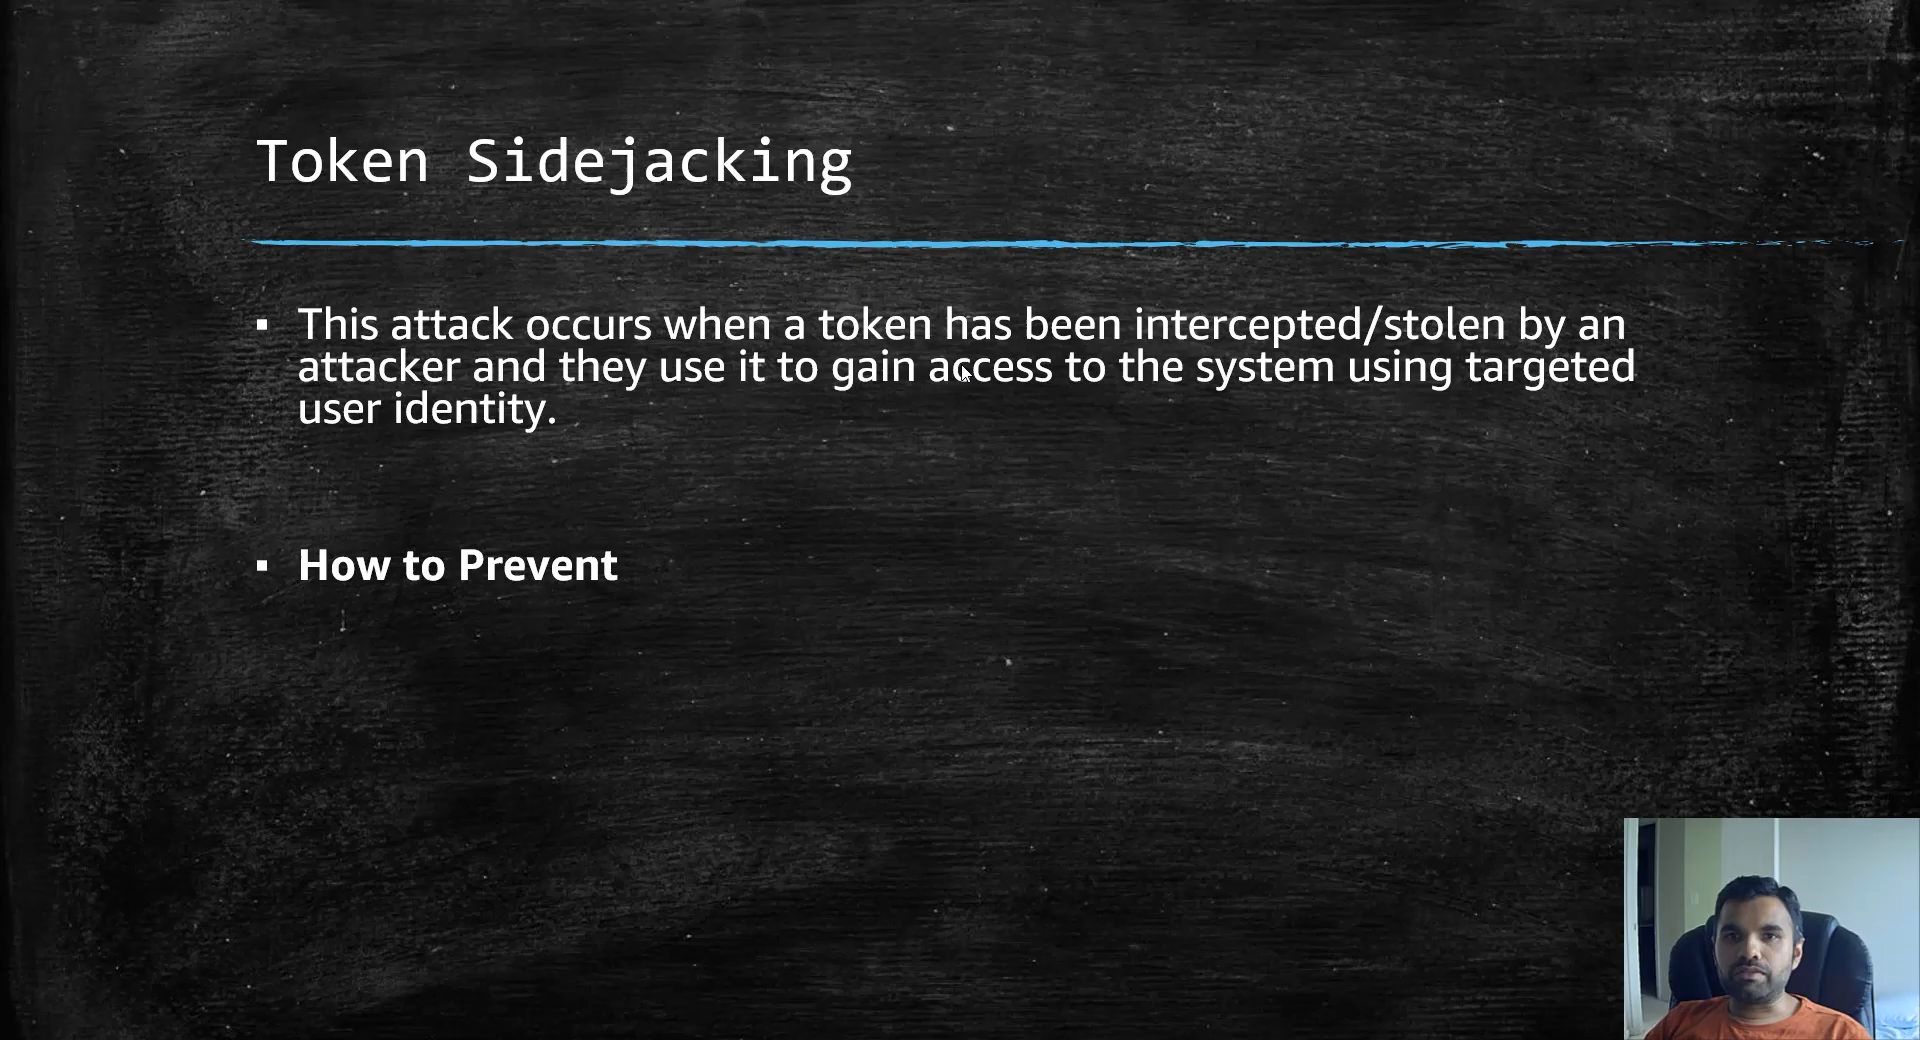 Token Sidejacking
▪ This attack occurs when a token has been intercepted/stolen by an
attacker and they use it to gain access to the system using targeted
user identity.
▪ How to Prevent